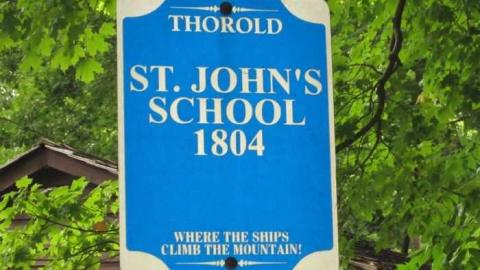 THOROLD
ST. JOHN'S
SCHOOL
1804
WHERE THE SHIPS
CLIMB THE MOUNTAIN!